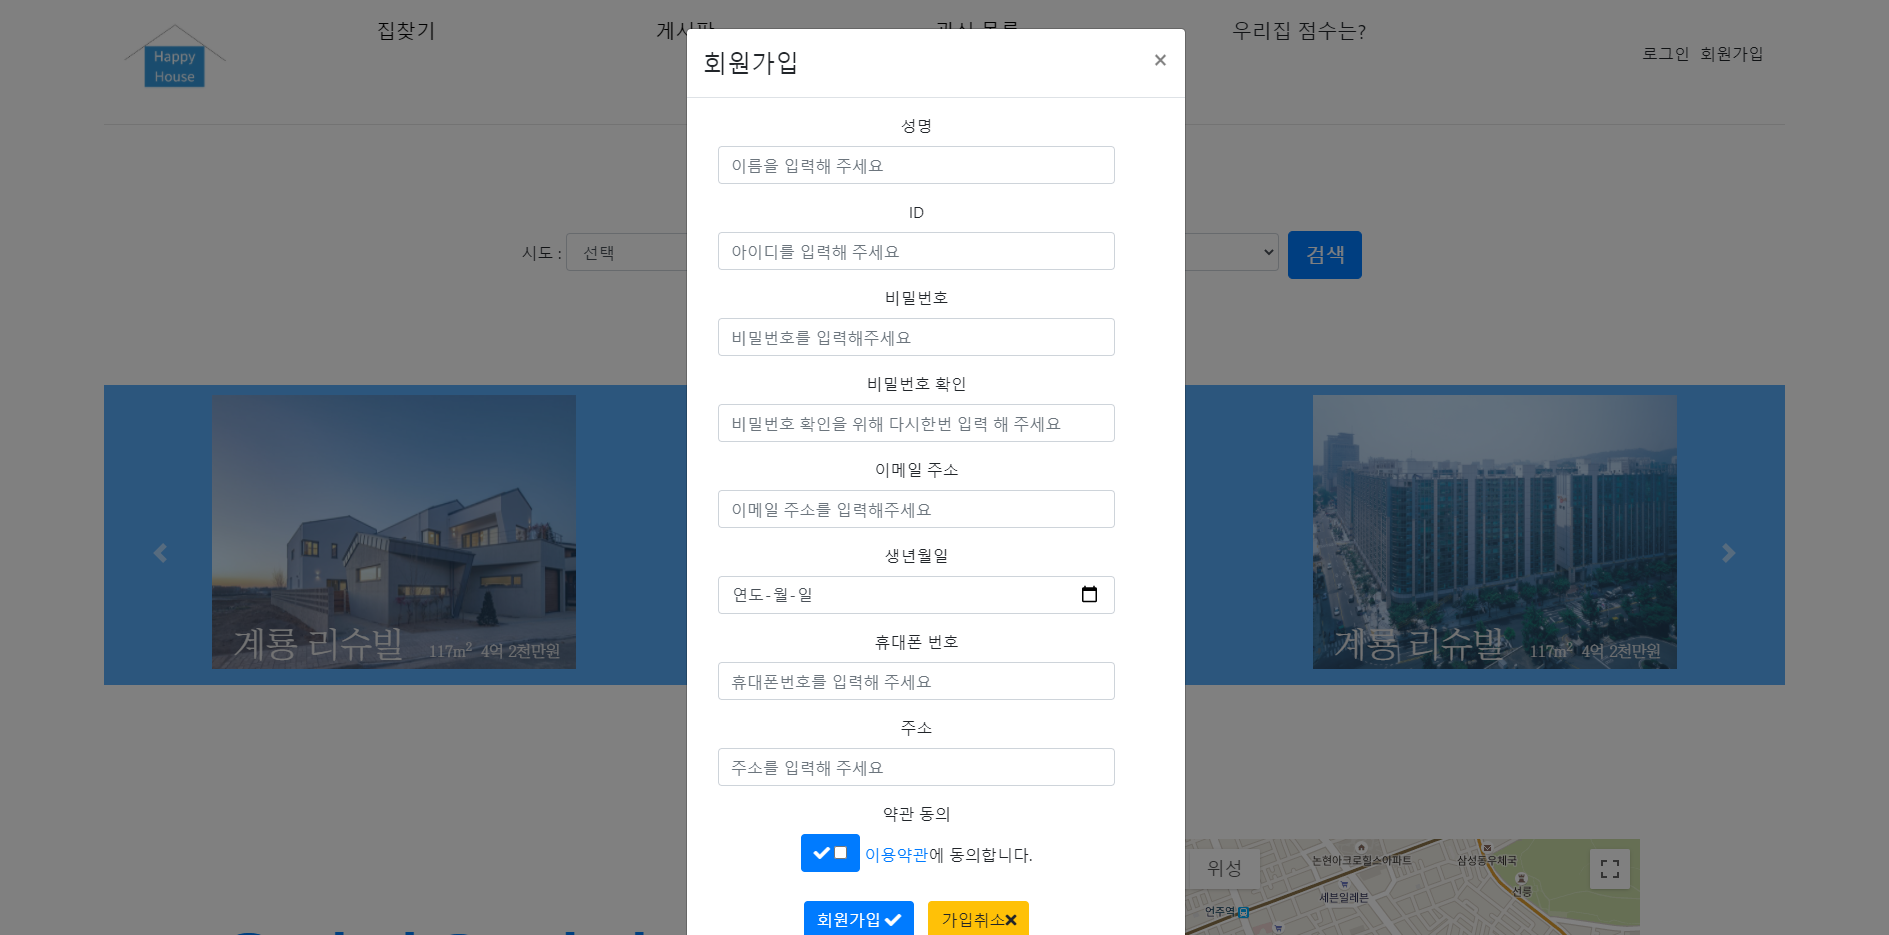 Happy
House
집찾기
게시판
관심 목록
우리집 점수는?
로그인 회원가입
회원가입 ×
성명
이름을 입력해 주세요
ID
아이디를 입력해 주세요
시도 : 선택
검색
비밀번호
비밀번호를 입력해주세요
비밀번호 확인
비밀번호 확인을 위해 다시한번 입력 해 주세요
이메일 주소
이메일 주소를 입력해주세요
생년월일
연도-월-일
휴대폰 번호
휴대폰번호를 입력해 주세요
계룡 리슈빌 117m² 4억 2천만원
계룡 리슈빌 117m² 4억 2천만원
주소
주소를 입력해 주세요
약관 동의
이용약관에 동의합니다.
회원가입
가입취소
위성
논현아크로힐소아파트
삼성동우체국
세븐일레븐
선릉
언주역